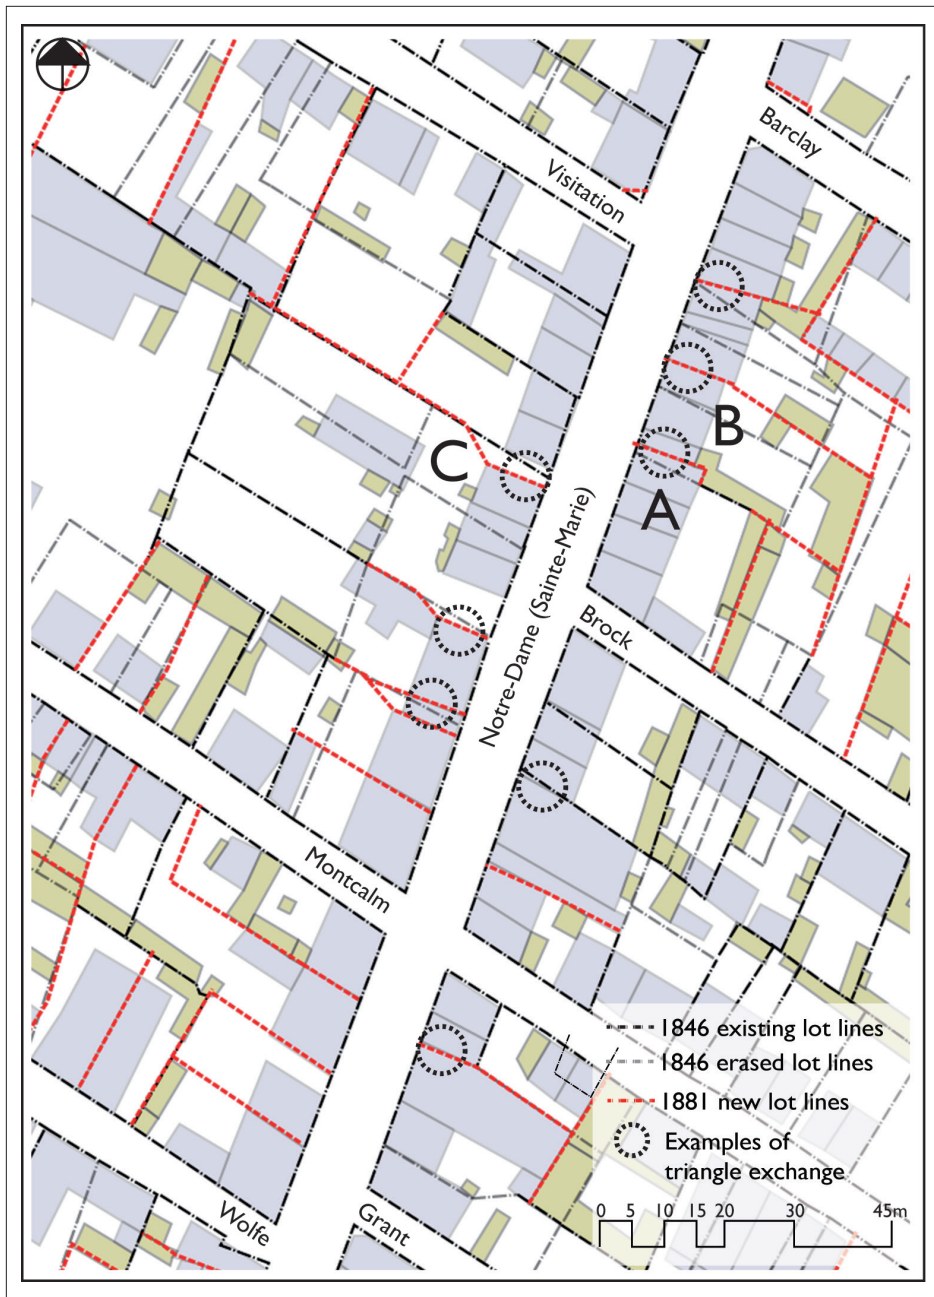 Barclay
Visitation
B
C
A
Notre-Dame (Sainte-Marie)
Brock
Montcalm
1846 existing lot lines
1846 erased lot lines
1881 new lot lines
Examples of
triangle exchange
0 5 10 15 20 30 45m
Wolfe
Grant